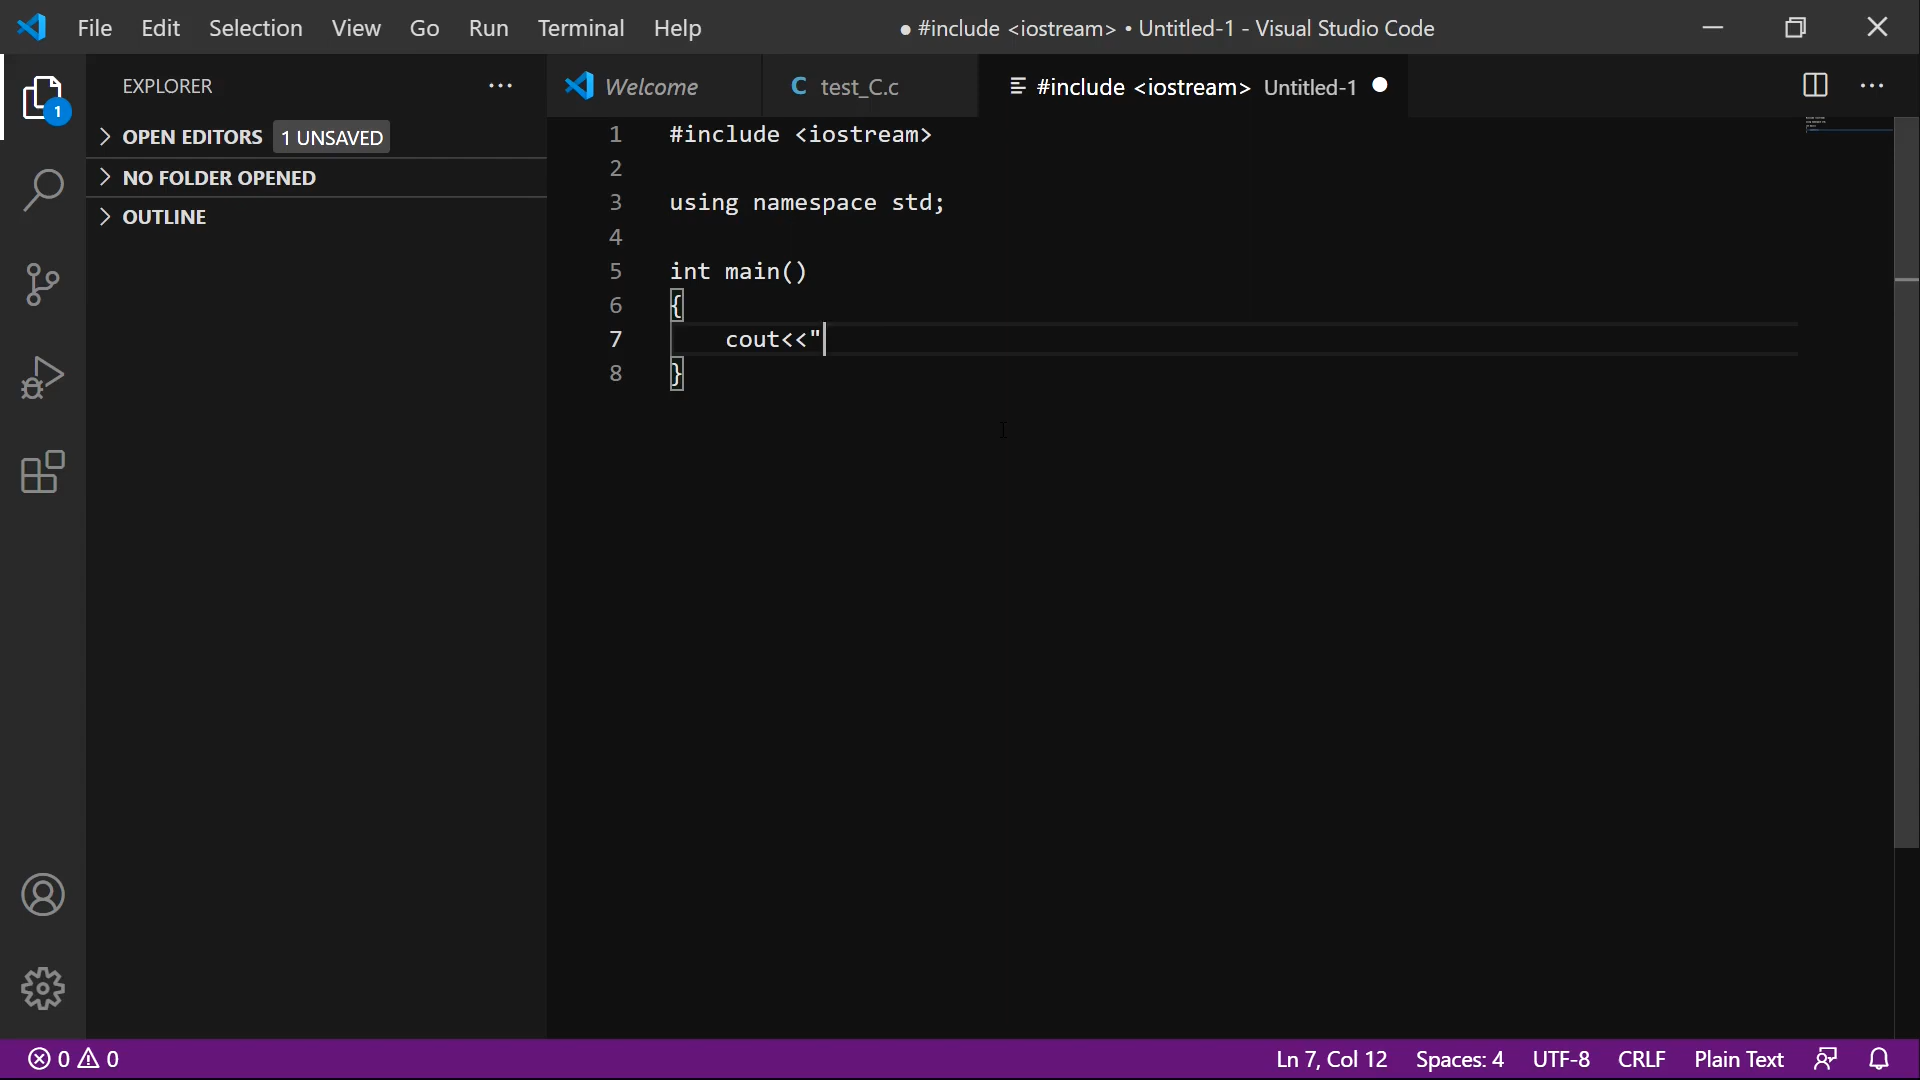 File Edit Selection View Go Run Terminal Help ● #include <iostream> • Untitled-1 - Visual Studio Code
EXPLORER
1
OPEN EDITORS 1 UNSAVED
NO FOLDER OPENED
OUTLINE
Welcome C test_C.c #include <iostream> Untitled-1
1 #include <iostream>
2
3 using namespace std;
4
5 int main()
6 {
7 cout<<"
8 }
0 0 Ln 7, Col 12 Spaces: 4 UTF-8 CRLF Plain Text